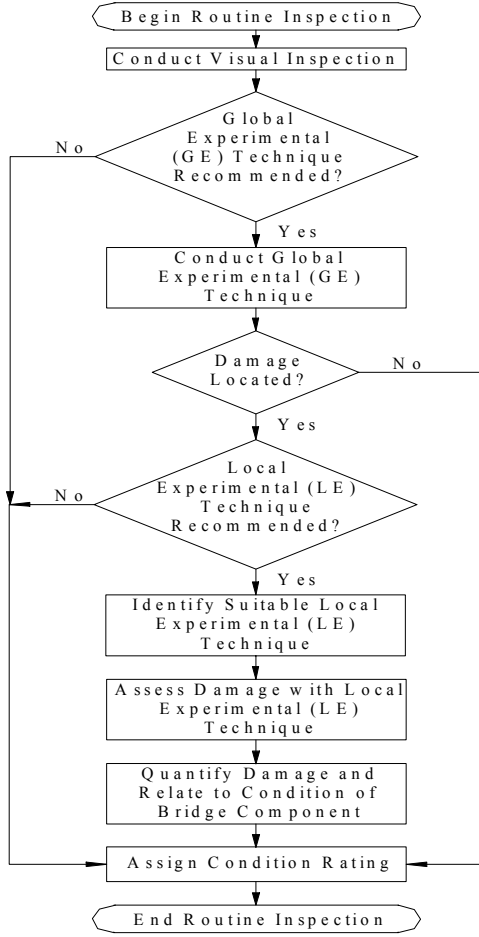 Begin Routine Inspection
Conduct Visual Inspection
Global
Experimental
(GE) Technique
Recommended?
No
Yes
Conduct Global
Experimental (GE)
Technique
Damage
Located?
No
Yes
Local
Experimental (LE)
Technique
Recommended?
No
Yes
Identify Suitable Local
Experimental (LE)
Technique
Assess Damage with Local
Experimental (LE)
Technique
Quantify Damage and
Relate to Condition of
Bridge Component
Assign Condition Rating
End Routine Inspection